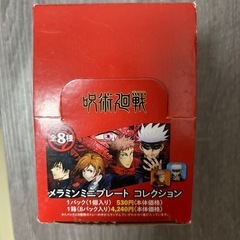 呪術廻戦
全8種
メラミンミニプレート コレクション
1パック(1個入り) 530円(本体価格)
1箱(8パック入り) 4,240円(本体価格)